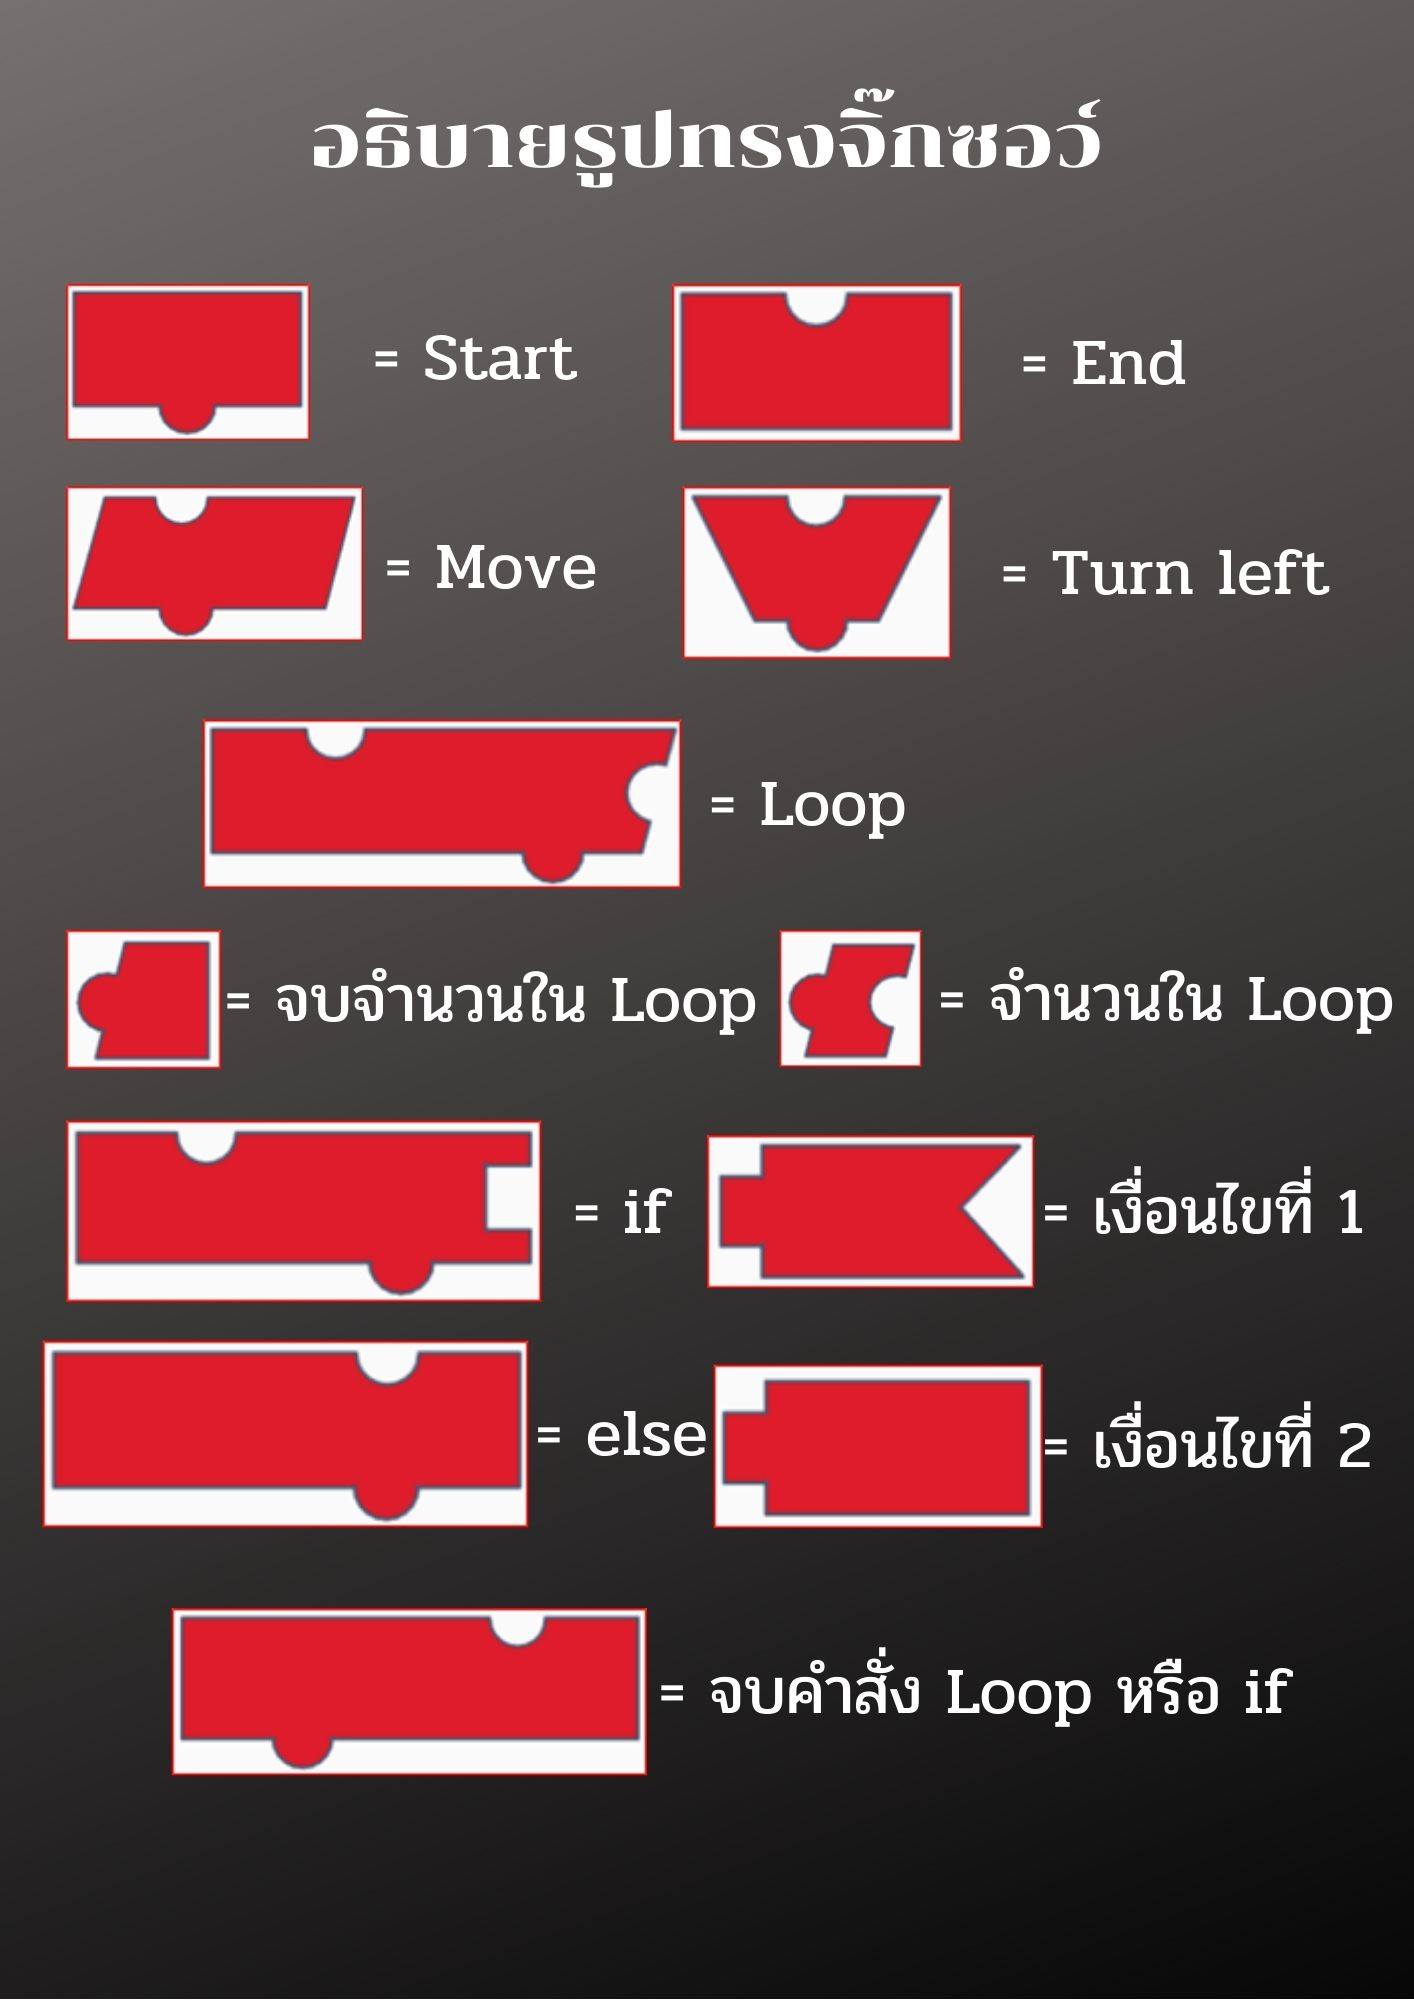 อธิบายรูปทรงจิ๊กซอว์
= Start
= End
= Move
= Turn left
= Loop
= จบจำนวนใน Loop
= จำนวนใน Loop
= if
= เงื่อนไขที่ 1
= else
= เงื่อนไขที่ 2
= จบคำสั่ง Loop หรือ if